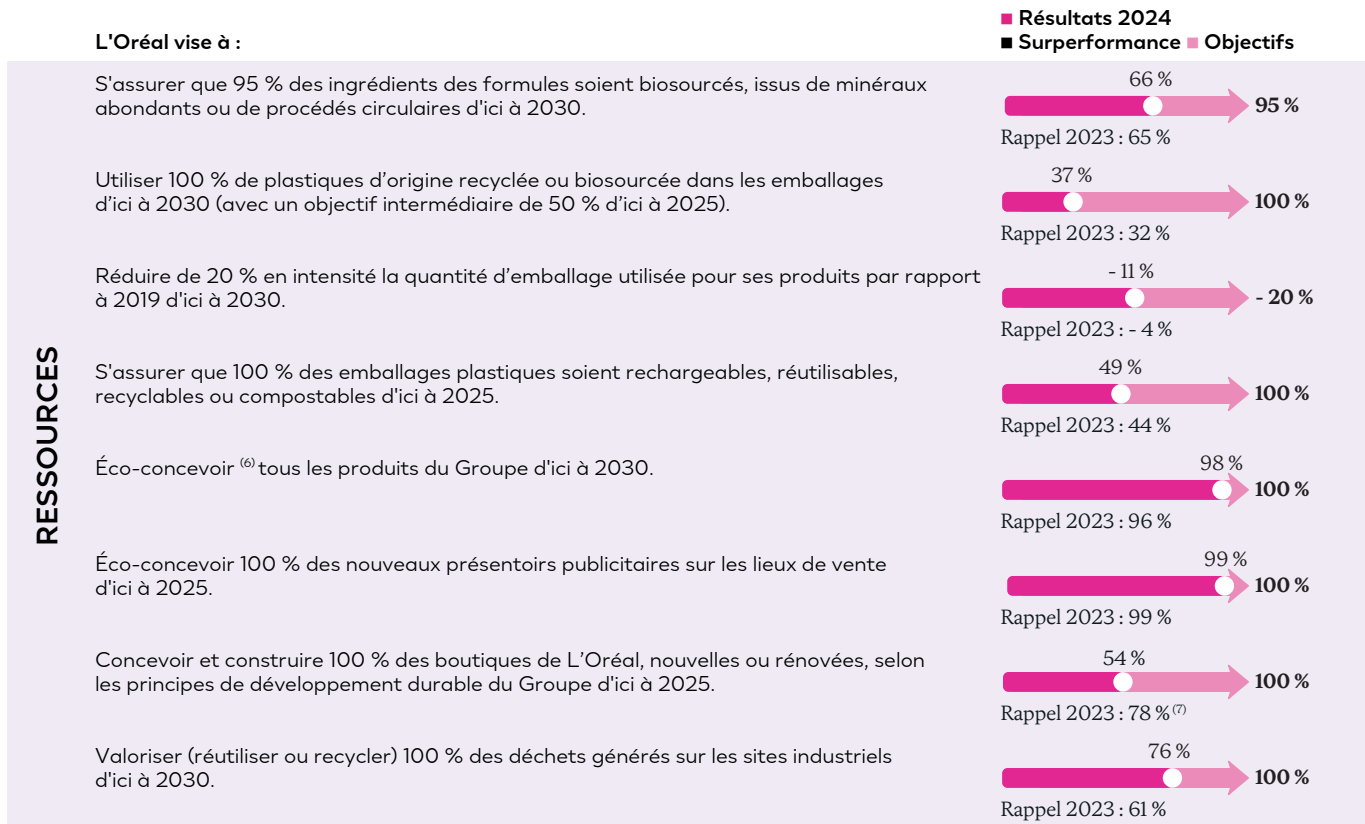 L'Oréal vise à :
■ Résultats 2024
■ Surperformance ■ Objectifs
RESSOURCES
S'assurer que 95 % des ingrédients des formules soient biosourcés, issus de minéraux
abondants ou de procédés circulaires d'ici à 2030.
66 %
95 %
Rappel 2023 : 65 %
Utiliser 100 % de plastiques d’origine recyclée ou biosourcée dans les emballages
d’ici à 2030 (avec un objectif intermédiaire de 50 % d’ici à 2025).
37 %
100 %
Rappel 2023 : 32 %
Réduire de 20 % en intensité la quantité d’emballage utilisée pour ses produits par rapport
à 2019 d'ici à 2030.
- 11 %
- 20 %
Rappel 2023 : - 4 %
S'assurer que 100 % des emballages plastiques soient rechargeables, réutilisables,
recyclables ou compostables d'ici à 2025.
49 %
100 %
Rappel 2023 : 44 %
Éco-concevoir (6) tous les produits du Groupe d'ici à 2030.
98 %
100 %
Rappel 2023 : 96 %
Éco-concevoir 100 % des nouveaux présentoirs publicitaires sur les lieux de vente
d'ici à 2025.
99 %
100 %
Rappel 2023 : 99 %
Concevoir et construire 100 % des boutiques de L’Oréal, nouvelles ou rénovées, selon
les principes de développement durable du Groupe d'ici à 2025.
54 %
100 %
Rappel 2023 : 78 % (7)
Valoriser (réutiliser ou recycler) 100 % des déchets générés sur les sites industriels
d'ici à 2030.
76 %
100 %
Rappel 2023 : 61 %